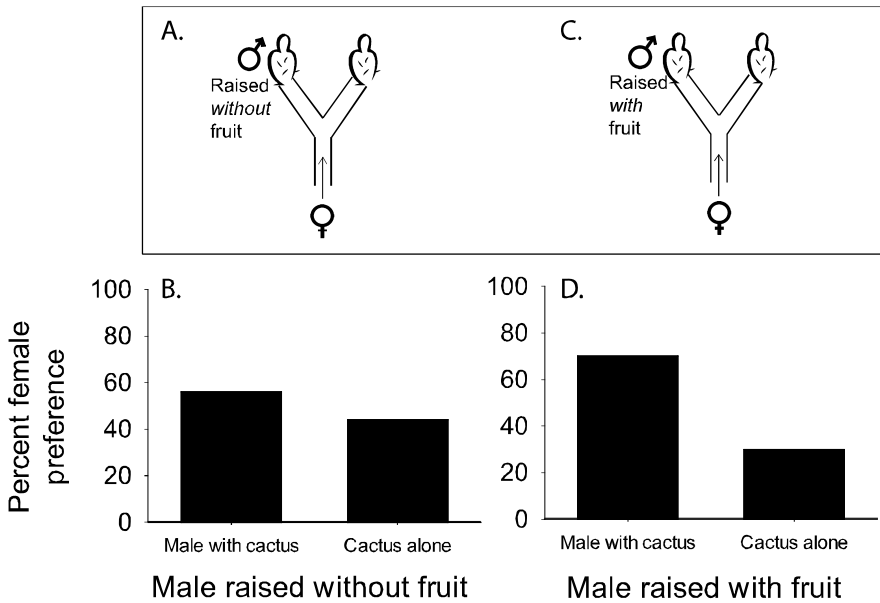 A.
Raised
without
fruit
C.
Raised
with
fruit
B.
Percent female
preference
100
80
60
40
20
0
Male with cactus Cactus alone
Male raised without fruit
D.
100
80
60
40
20
0
Male with cactus Cactus alone
Male raised with fruit